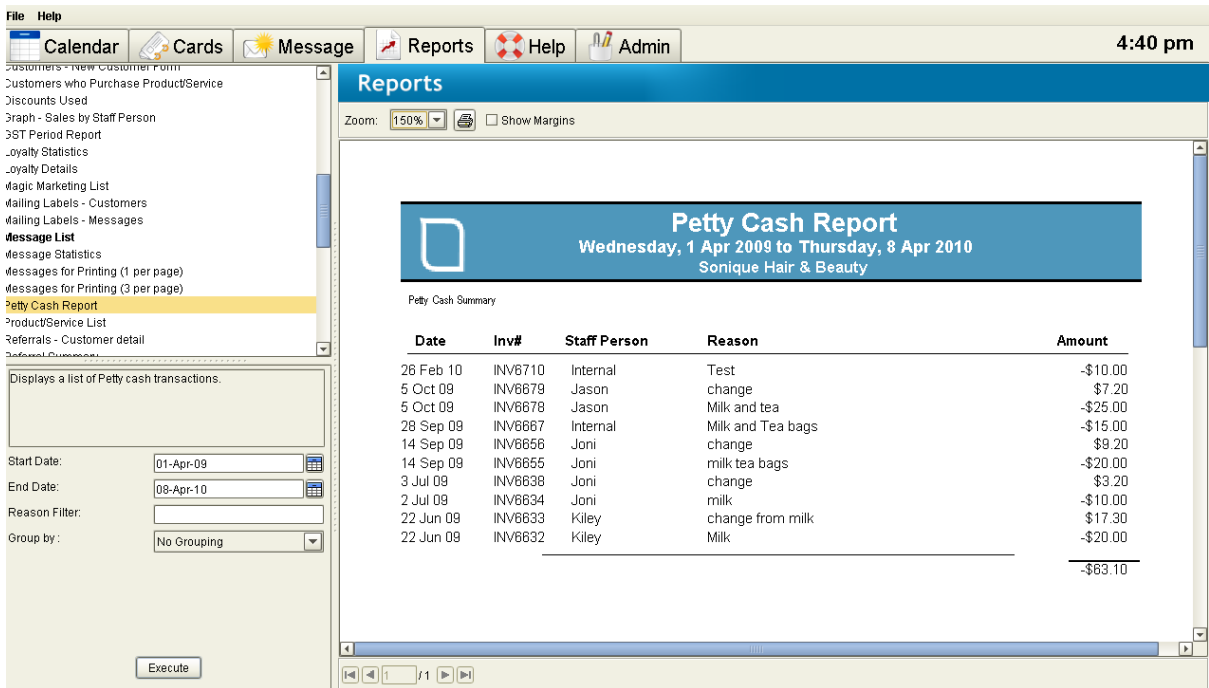 File Help
Calendar Cards Message Reports Help Admin 4:40 pm
Customers - New Customer Form
Customers who Purchase Product/Service
Discounts Used
Graph - Sales by Staff Person
GST Period Report
Loyalty Statistics
Loyalty Details
Magic Marketing List
Mailing Labels - Customers
Mailing Labels - Messages
Message List
Message Statistics
Messages for Printing (1 per page)
Messages for Printing (3 per page)
Petty Cash Report
Product/Service List
Referrals - Customer detail
Referral Summary
Displays a list of Petty cash transactions.
Start Date: 01-Apr-09
End Date: 08-Apr-10
Reason Filter:
Group by : No Grouping
Execute
Reports
Zoom: 150% Show Margins
Petty Cash Report
Wednesday, 1 Apr 2009 to Thursday, 8 Apr 2010
Sonique Hair & Beauty
Petty Cash Summary
Date Inv# Staff Person Reason Amount
26 Feb 10 INV6710 Internal Test -$10.00
5 Oct 09 INV6679 Jason change $7.20
5 Oct 09 INV6678 Jason Milk and tea -$25.00
28 Sep 09 INV6667 Internal Milk and Tea bags -$15.00
14 Sep 09 INV6656 Joni change $9.20
14 Sep 09 INV6655 Joni milk tea bags -$20.00
3 Jul 09 INV6638 Joni change $3.20
2 Jul 09 INV6634 Joni milk -$10.00
22 Jun 09 INV6633 Kiley change from milk $17.30
22 Jun 09 INV6632 Kiley Milk -$20.00
-$63.10
1 /1